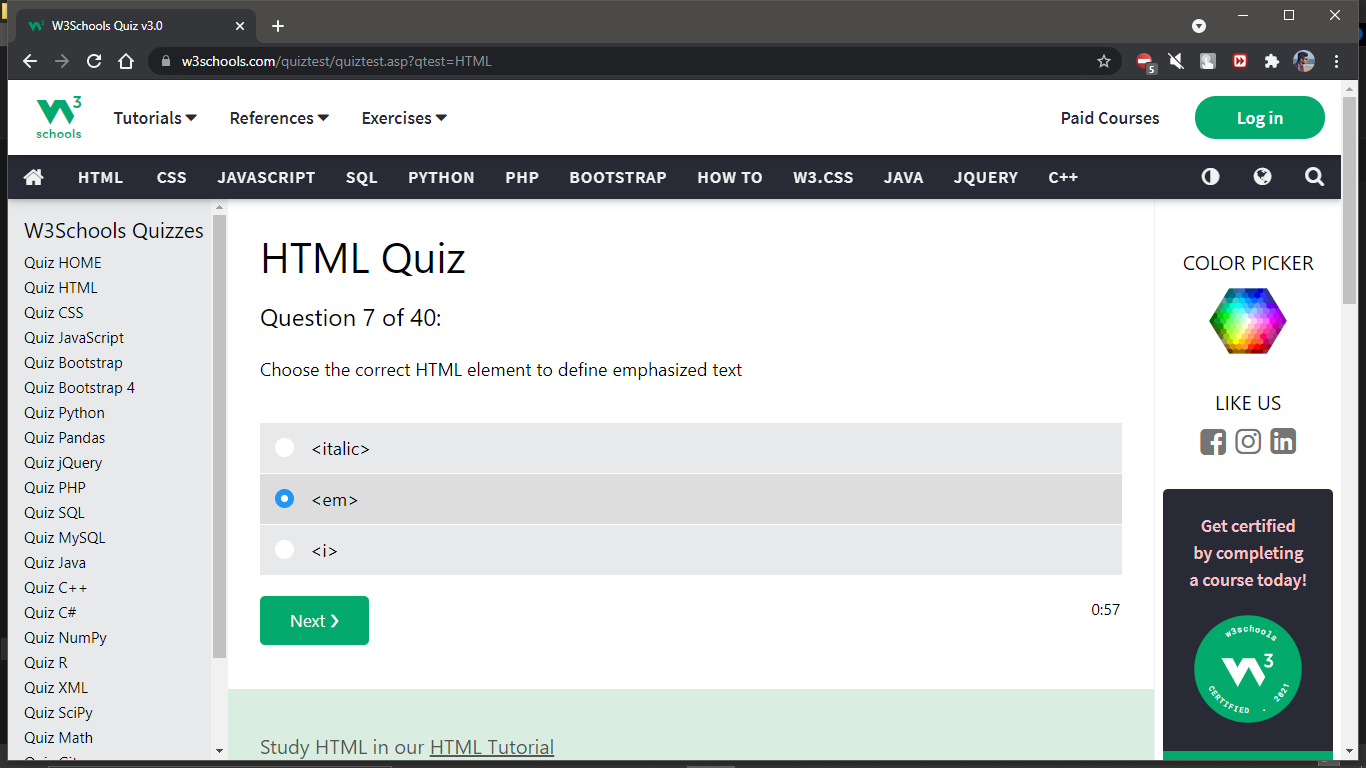 W3Schools Quiz v3.0
w3schools.com/quiztest/quiztest.asp?qtest=HTML
5
W3
schools
Tutorials
References
Exercises
Paid Courses
Log in
HTML
CSS
JAVASCRIPT
SQL
PYTHON
PHP
BOOTSTRAP
HOW TO
W3.CSS
JAVA
JQUERY
C++
W3Schools Quizzes
Quiz HOME
Quiz HTML
Quiz CSS
Quiz JavaScript
Quiz Bootstrap
Quiz Bootstrap 4
Quiz Python
Quiz Pandas
Quiz jQuery
Quiz PHP
Quiz SQL
Quiz MySQL
Quiz Java
Quiz C++
Quiz C#
Quiz NumPy
Quiz R
Quiz XML
Quiz SciPy
Quiz Math
HTML Quiz
Question 7 of 40:
Choose the correct HTML element to define emphasized text
<italic>
<em>
<i>
Next ❯
0:57
Study HTML in our HTML Tutorial
COLOR PICKER
LIKE US
Get certified
by completing
a course today!
w3schools
W3
CERTIFIED . 2021